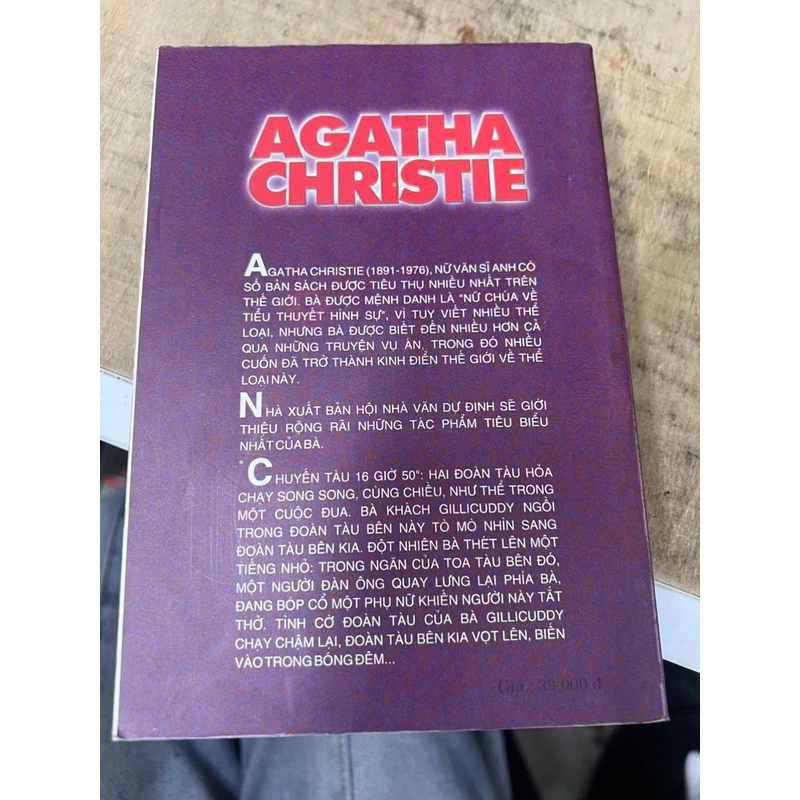 AGATHA
CHRISTIE
AGATHA CHRISTIE (1891-1976), NỮ VĂN SĨ ANH CÓ
SỐ BẢN SÁCH ĐƯỢC TIÊU THỤ NHIỀU NHẤT TRÊN
THẾ GIỚI. BÀ ĐƯỢC MỆNH DANH LÀ "NỮ CHÚA VỀ
TIỂU THUYẾT HÌNH SỰ", VÌ TUY VIẾT NHIỀU THỂ
LOẠI, NHƯNG BÀ ĐƯỢC BIẾT ĐẾN NHIỀU HƠN CẢ
QUA NHỮNG TRUYỆN VỤ ÁN, TRONG ĐÓ NHIỀU
CUỐN ĐÃ TRỞ THÀNH KINH ĐIỂN THẾ GIỚI VỀ THỂ
LOẠI NÀY.
NHÀ XUẤT BẢN HỘI NHÀ VĂN DỰ ĐỊNH SẼ GIỚI
THIỆU RỘNG RÃI NHỮNG TÁC PHẨM TIÊU BIỂU
NHẤT CỦA BÀ.
"CHUYẾN TÀU 16 GIỜ 50": HAI ĐOÀN TÀU HỎA
CHẠY SONG SONG, CÙNG CHIỀU, NHƯ THỂ TRONG
MỘT CUỘC ĐUA. BÀ KHÁCH GILLICUDDY NGỒI
TRONG ĐOÀN TÀU BÊN NÀY TÒ MÒ NHÌN SANG
ĐOÀN TÀU BÊN KIA. ĐỘT NHIÊN BÀ THÉT LÊN MỘT
TIẾNG NHỎ: TRONG NGĂN CỦA TOA TÀU BÊN ĐÓ,
MỘT NGƯỜI ĐÀN ÔNG QUAY LƯNG LẠI PHÍA BÀ,
ĐANG BÓP CỔ MỘT PHỤ NỮ KHIẾN NGƯỜI NÀY TẮT
THỞ. TÌNH CỜ ĐOÀN TÀU CỦA BÀ GILLICUDDY
CHẠY CHẬM LẠI, ĐOÀN TÀU BÊN KIA VỌT LÊN, BIẾN
VÀO TRONG BÓNG ĐÊM...
Giá : 33.000 đ